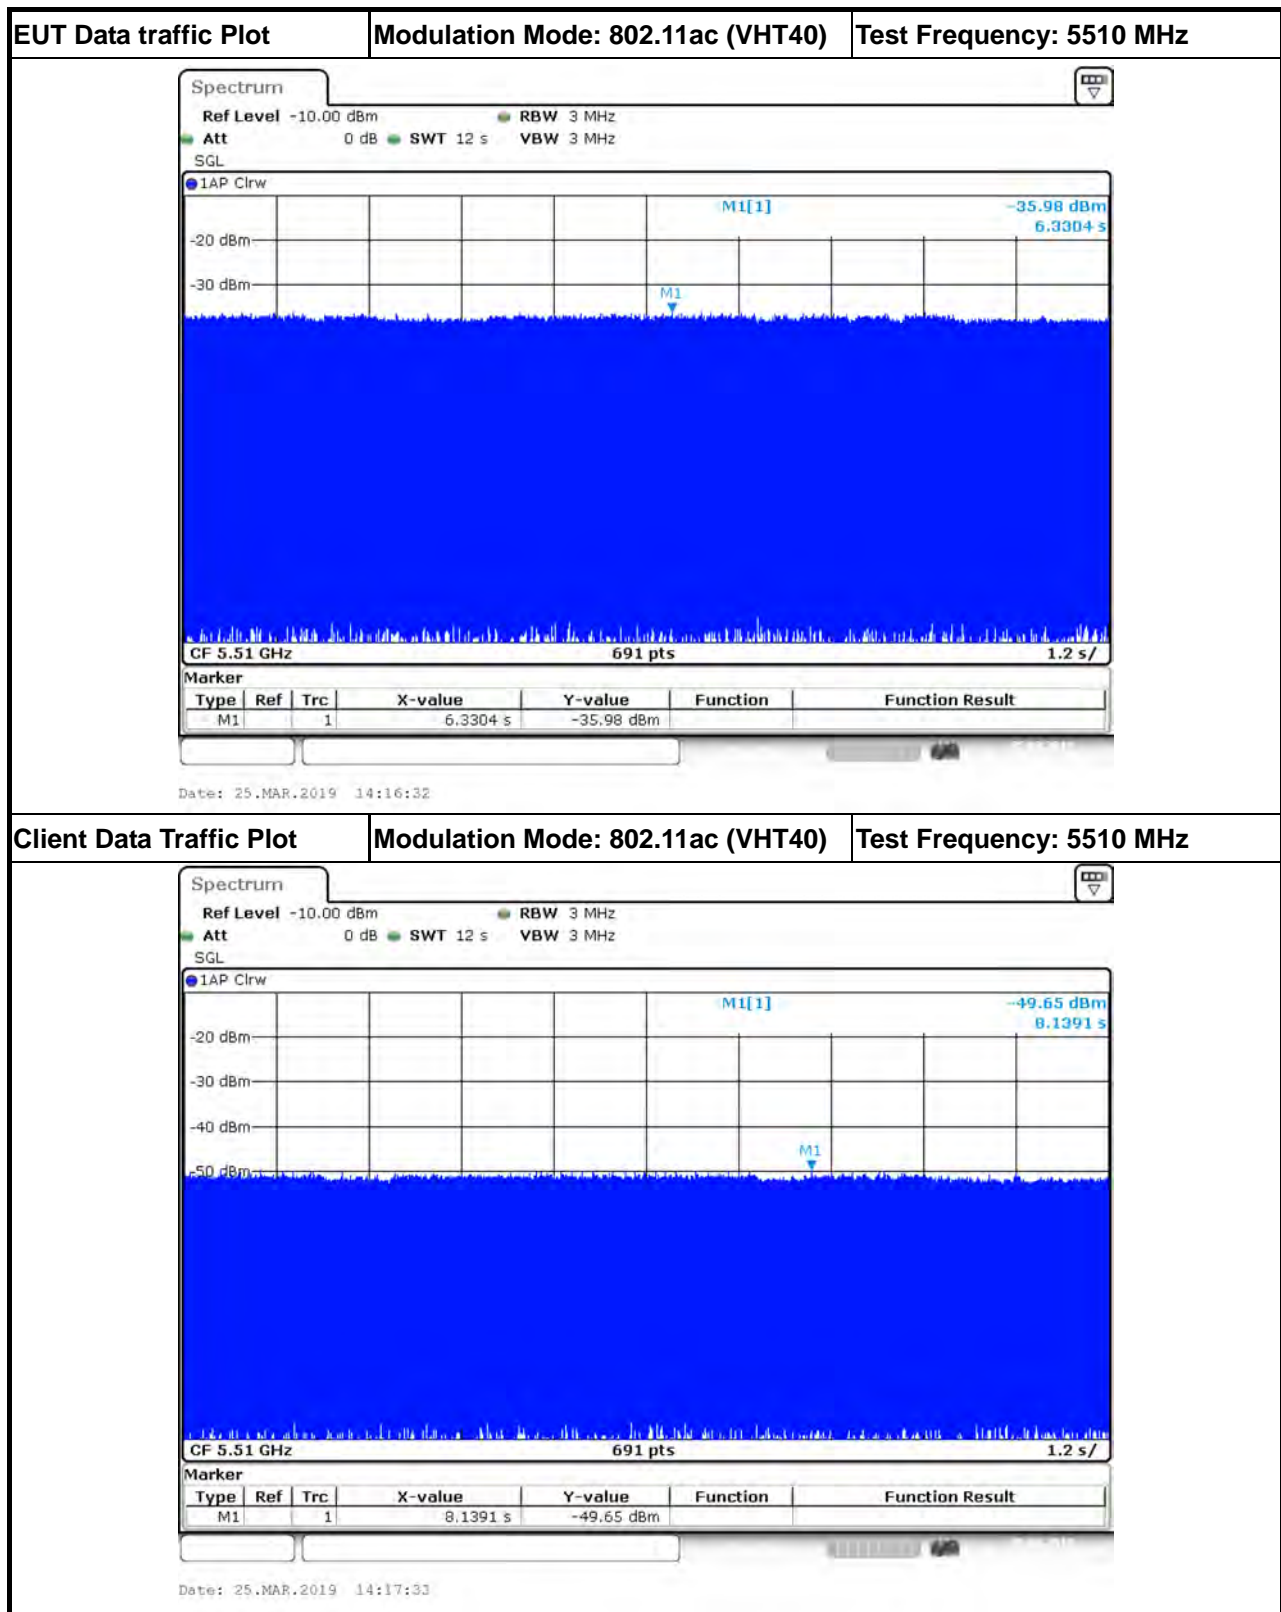 EUT Data traffic Plot Modulation Mode: 802.11ac (VHT40) Test Frequency: 5510 MHz
Spectrum
Ref Level -10.00 dBm RBW 3 MHz
Att 0 dB SWT 12 s VBW 3 MHz
SGL
1AP Clrw
M1[1] -35.98 dBm
6.3304 s
-20 dBm
-30 dBm
M1
CF 5.51 GHz 691 pts 1.2 s/
Marker
Type Ref Trc X-value Y-value Function Function Result
M1 1 6.3304 s -35.98 dBm
Date: 25.MAR.2019 14:16:32
Client Data Traffic Plot Modulation Mode: 802.11ac (VHT40) Test Frequency: 5510 MHz
Spectrum
Ref Level -10.00 dBm RBW 3 MHz
Att 0 dB SWT 12 s VBW 3 MHz
SGL
1AP Clrw
M1[1] -49.65 dBm
8.1391 s
-20 dBm
-30 dBm
-40 dBm
M1
-50 dBm
CF 5.51 GHz 691 pts 1.2 s/
Marker
Type Ref Trc X-value Y-value Function Function Result
M1 1 8.1391 s -49.65 dBm
Date: 25.MAR.2019 14:17:33